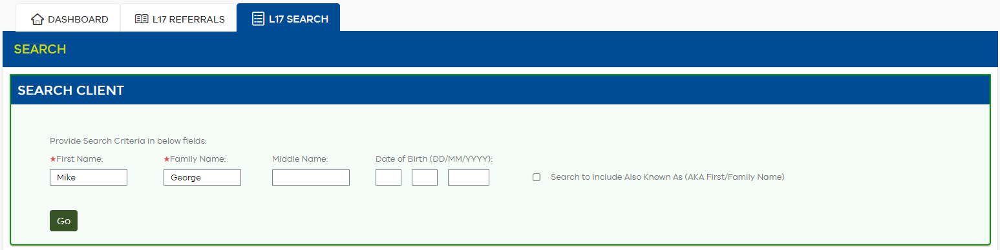 DASHBOARD L17 REFERRALS L17 SEARCH
SEARCH
SEARCH CLIENT
Provide Search Criteria in below fields:
★First Name: ★Family Name: Middle Name: Date of Birth (DD/MM/YYYY):
Mike George Search to include Also Known As (AKA First/Family Name)
Go